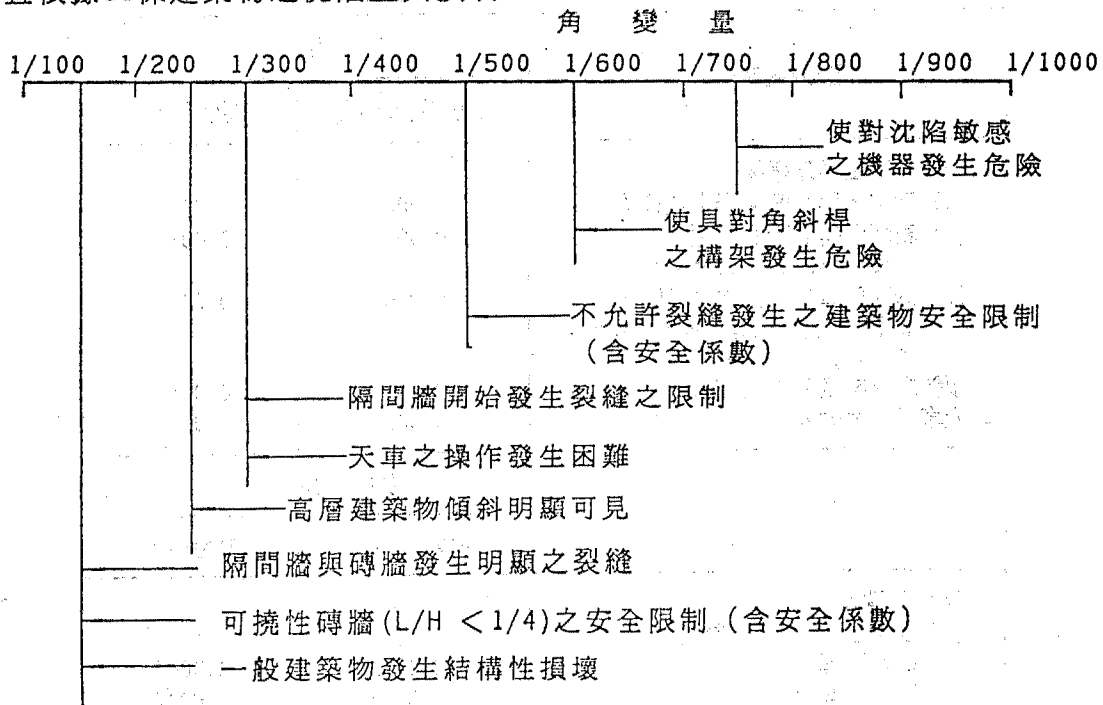 角 變 量
1/100 1/200 1/300 1/400 1/500 1/600 1/700 1/800 1/900 1/1000
使對沈陷敏感
之機器發生危險
使具對角斜桿
之構架發生危險
不允許裂縫發生之建築物安全限制
(含安全係數)
隔間牆開始發生裂縫之限制
天車之操作發生困難
高層建築物傾斜明顯可見
隔間牆與磚牆發生明顯之裂縫
可撓性磚牆(L/H <1/4)之安全限制(含安全係數)
一般建築物發生結構性損壞